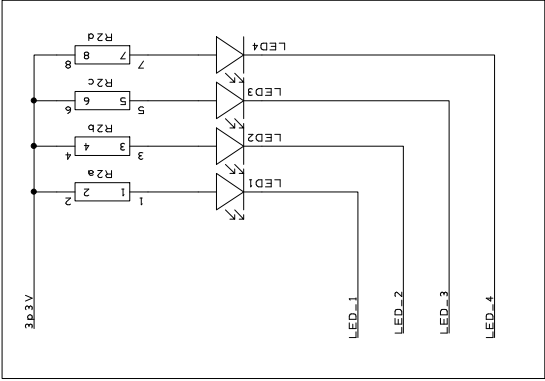 R2d
8 8 7 7
LED4
R2c
6 6 5 5
LED3
R2b
4 4 3 3
LED2
R2a
2 2 1 1
LED1
3p3V
LED_1
LED_2
LED_3
LED_4